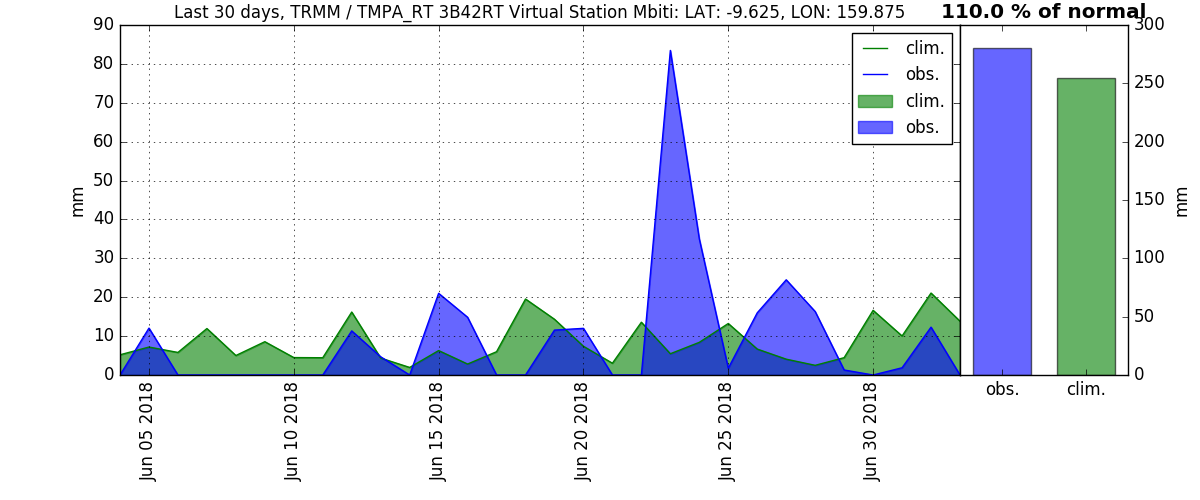 Last 30 days, TRMM / TMPA_RT 3B42RT Virtual Station Mbiti: LAT: -9.625, LON: 159.875
110.0 % of normal
90
80
70
60
50
40
30
20
10
0
mm
clim.
obs.
clim.
obs.
300
250
200
150
100
50
0
mm
Jun 05 2018
Jun 10 2018
Jun 15 2018
Jun 20 2018
Jun 25 2018
Jun 30 2018
obs.
clim.